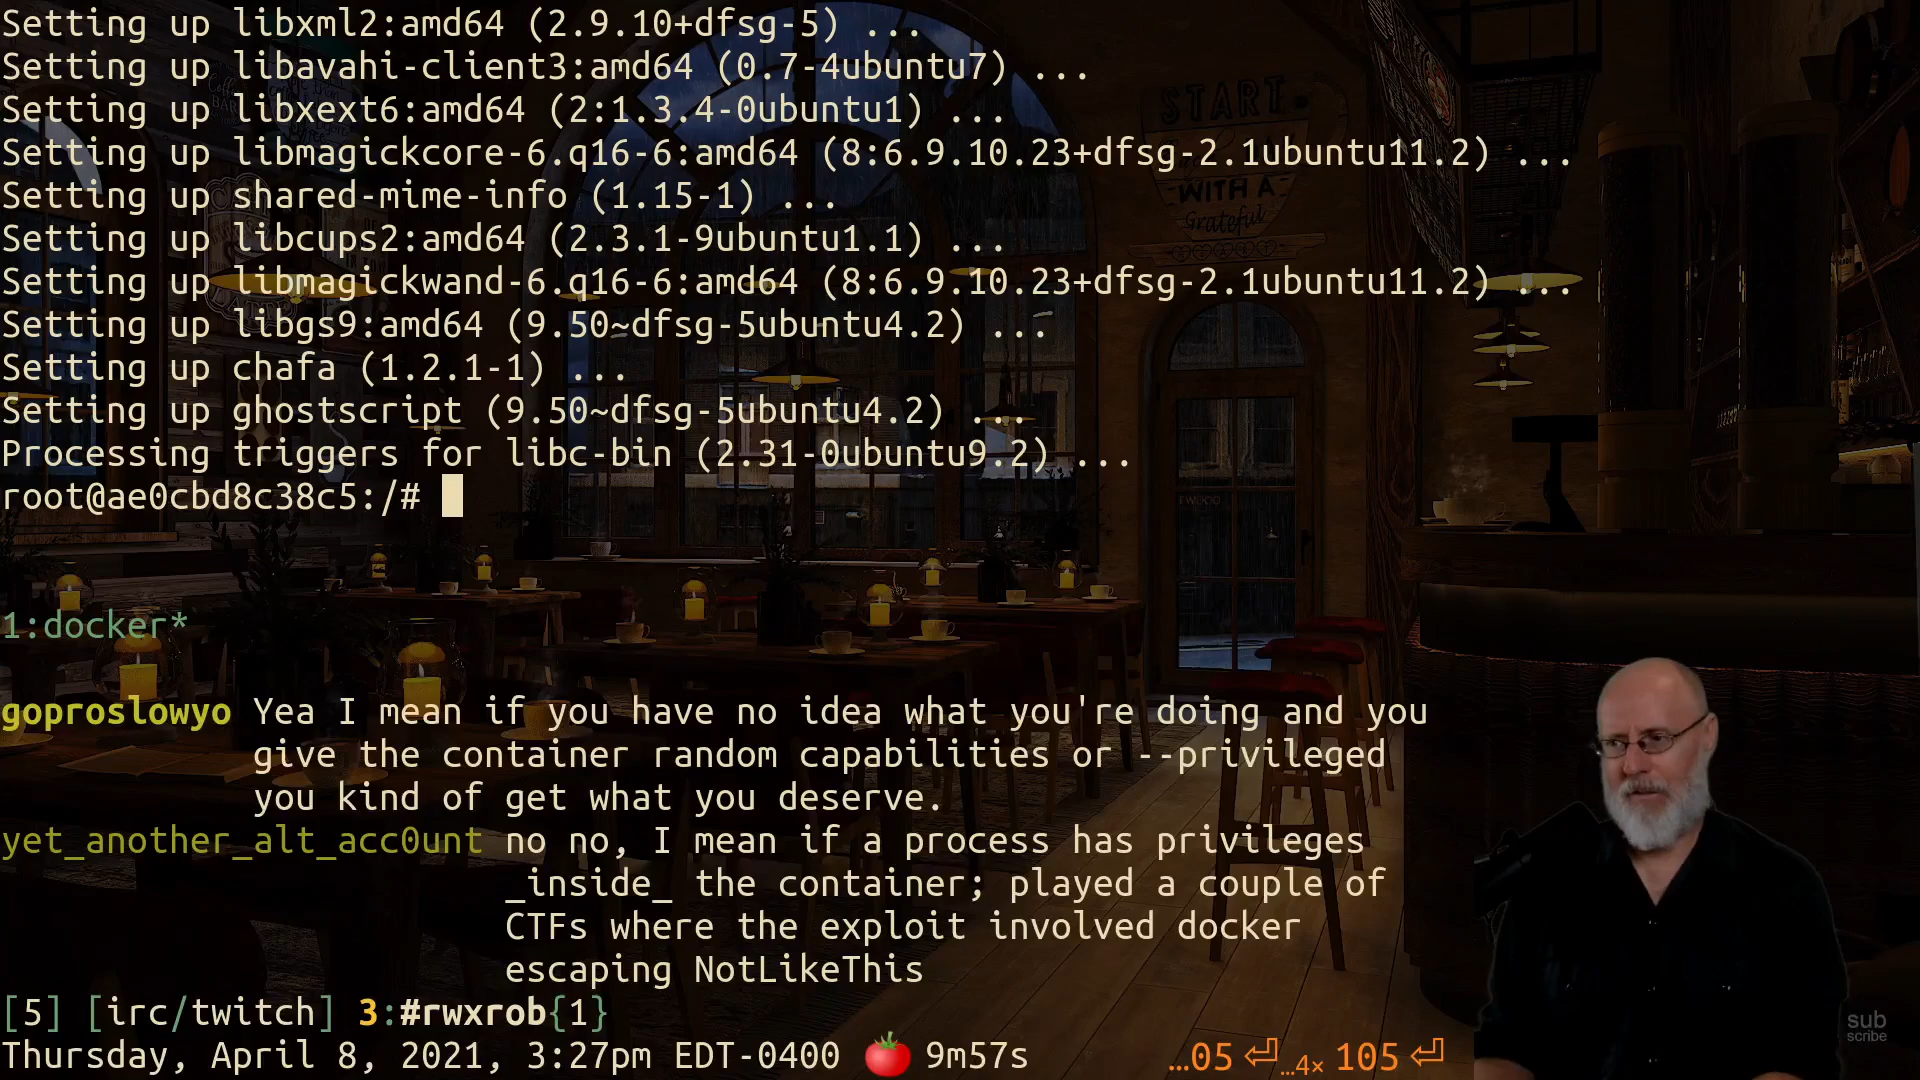 Setting up libxml2:amd64 (2.9.10+dfsg-5) ...
Setting up libavahi-client3:amd64 (0.7-4ubuntu7) ...
Setting up libxext6:amd64 (2:1.3.4-0ubuntu1) ...
Setting up libmagickcore-6.q16-6:amd64 (8:6.9.10.23+dfsg-2.1ubuntu11.2) ...
Setting up shared-mime-info (1.15-1) ...
Setting up libcups2:amd64 (2.3.1-9ubuntu1.1) ...
Setting up libmagickwand-6.q16-6:amd64 (8:6.9.10.23+dfsg-2.1ubuntu11.2) ...
Setting up libgs9:amd64 (9.50~dfsg-5ubuntu4.2) ...
Setting up chafa (1.2.1-1) ...
Setting up ghostscript (9.50~dfsg-5ubuntu4.2) ...
Processing triggers for libc-bin (2.31-0ubuntu9.2) ...
root@ae0cbd8c38c5:/#
START
WITH A
Grateful
1:docker*
goproslowyo Yea I mean if you have no idea what you're doing and you
give the container random capabilities or --privileged
you kind of get what you deserve.
yet_another_alt_acc0unt no no, I mean if a process has privileges
_inside_ the container; played a couple of
CTFs where the exploit involved docker
escaping NotLikeThis
[5] [irc/twitch] 3:#rwxrob{1}
Thursday, April 8, 2021, 3:27pm EDT-0400 🍅 9m57s …05 ⏎ …4× 105 ⏎
sub
scribe